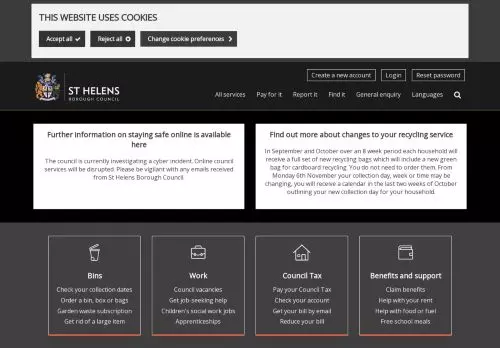 THIS WEBSITE USES COOKIES
Accept all
Reject all
Change cookie preferences
Create a new account
Login
Reset password
ST HELENS
BOROUGH COUNCIL
All services
Pay for it
Report it
Find it
General enquiry
Languages
Further information on staying safe online is available
here
The council is currently investigating a cyber incident. Online council
services will be disrupted. Please be vigilant with any emails received
from St Helens Borough Council
Find out more about changes to your recycling service
In September and October over an 8 week period each household will
receive a full set of new recycling bags which will include a new green
bag for cardboard recycling. You do not need to order them. From
Monday 6th November your collection day, week or time may be
changing, you will receive a calendar in the last two weeks of October
outlining your new collection day for your household.
Bins
Check your collection dates
Order a bin, box or bags
Garden waste subscription
Get rid of a large item
Work
Council vacancies
Get job-seeking help
Children's social work jobs
Apprenticeships
Council Tax
Pay your Council Tax
Check your account
Get your bill by email
Reduce your bill
Benefits and support
Claim benefits
Help with your rent
Help with food or fuel
Free school meals